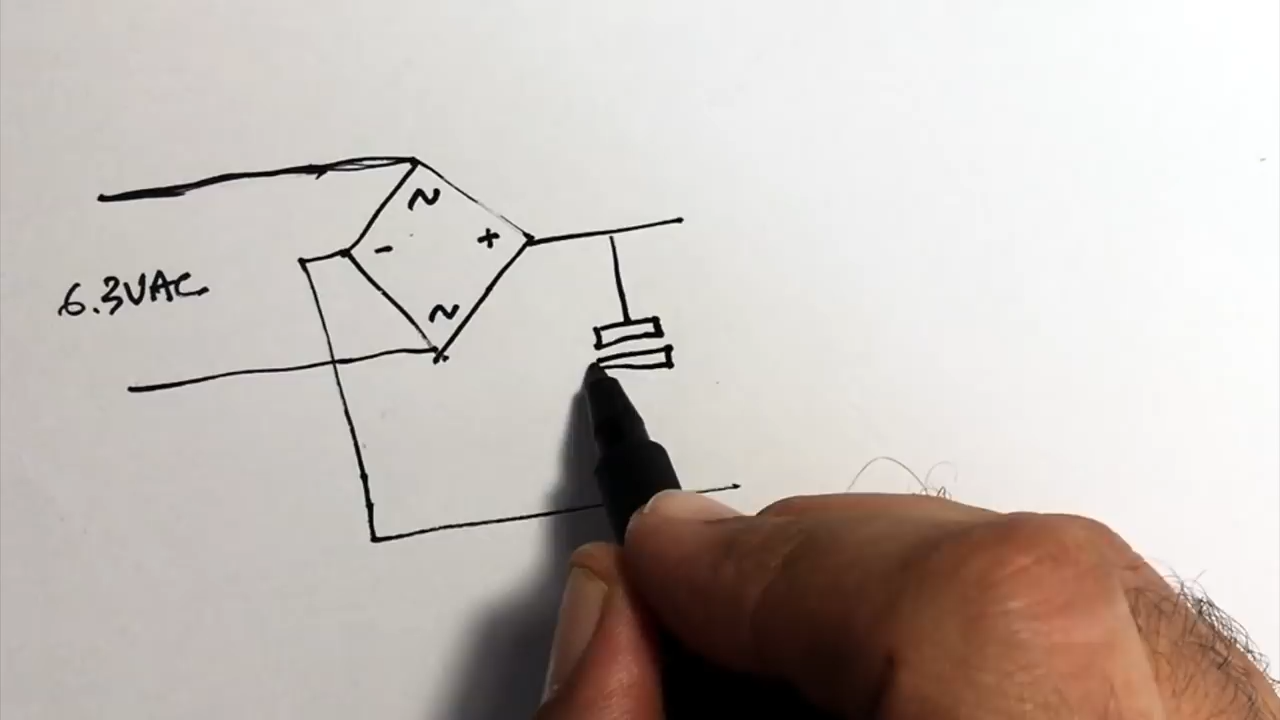 ~
- +
6.3VAC
~